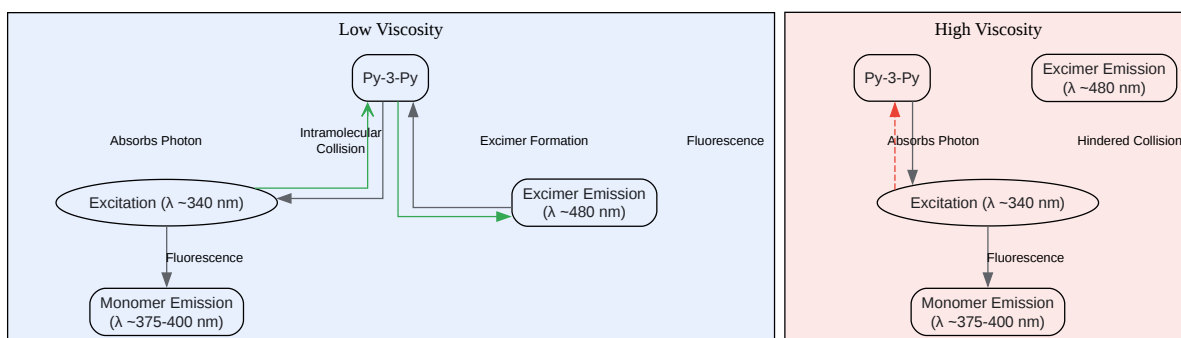 Low Viscosity
Py-3-Py
Absorbs Photon
Intramolecular
Collision
Excimer Formation
Fluorescence
Excitation (λ ~340 nm)
Excimer Emission
(λ ~480 nm)
Fluorescence
Monomer Emission
(λ ~375-400 nm)
High Viscosity
Py-3-Py
Excimer Emission
(λ ~480 nm)
Absorbs Photon
Hindered Collision
Excitation (λ ~340 nm)
Fluorescence
Monomer Emission
(λ ~375-400 nm)